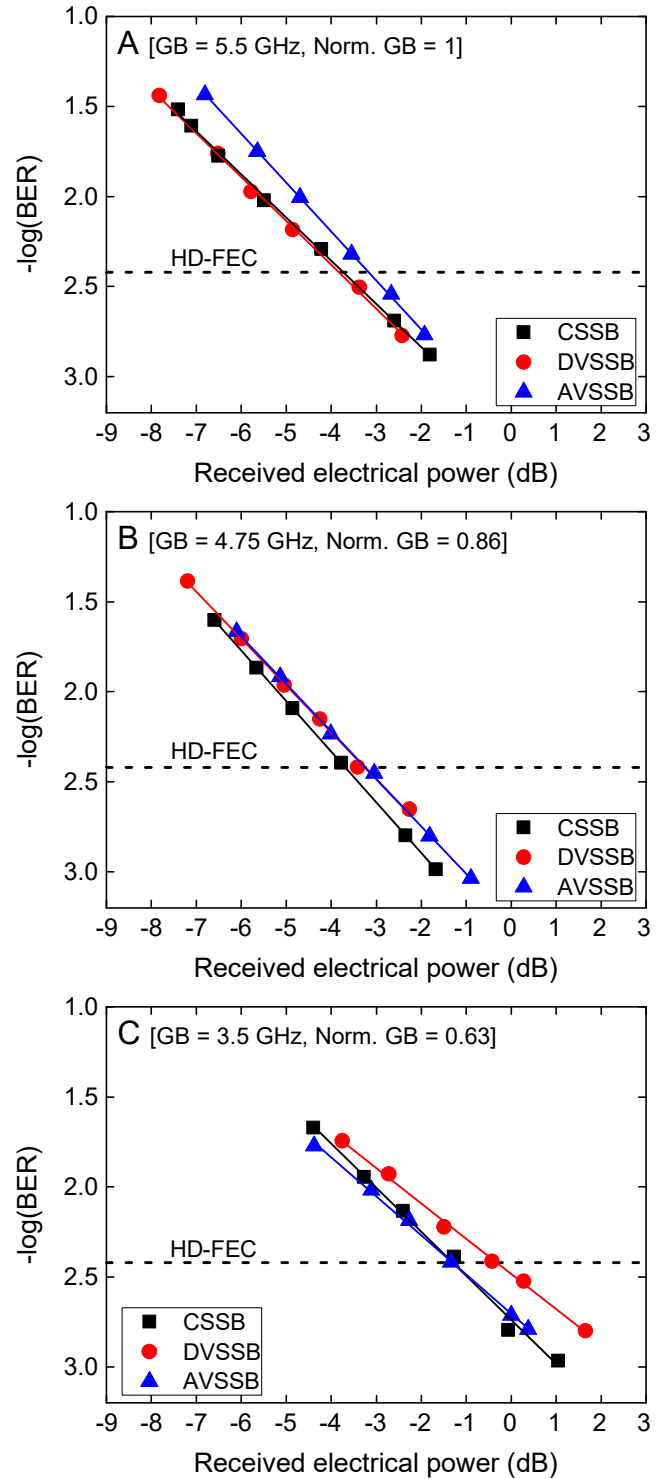 A [GB = 5.5 GHz, Norm. GB = 1]
1.0
1.5
2.0
2.5
3.0
-log(BER)
HD-FEC
CSSB
DVSSB
AVSSB
-9 -8 -7 -6 -5 -4 -3 -2 -1 0 1 2 3
Received electrical power (dB)
B [GB = 4.75 GHz, Norm. GB = 0.86]
1.0
1.5
2.0
2.5
3.0
-log(BER)
HD-FEC
CSSB
DVSSB
AVSSB
-9 -8 -7 -6 -5 -4 -3 -2 -1 0 1 2 3
Received electrical power (dB)
C [GB = 3.5 GHz, Norm. GB = 0.63]
1.0
1.5
2.0
2.5
3.0
-log(BER)
HD-FEC
CSSB
DVSSB
AVSSB
-9 -8 -7 -6 -5 -4 -3 -2 -1 0 1 2 3
Received electrical power (dB)